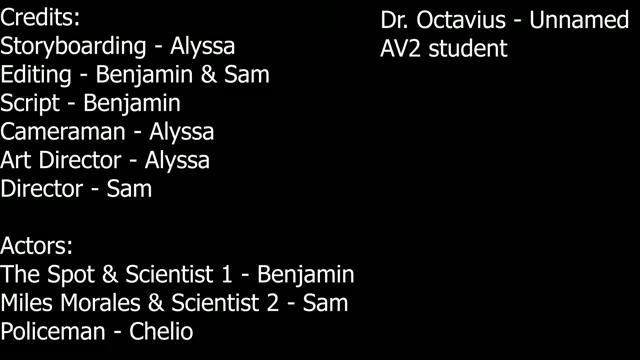 Credits:
Storyboarding - Alyssa
Editing - Benjamin & Sam
Script - Benjamin
Cameraman - Alyssa
Art Director - Alyssa
Director - Sam
Actors:
The Spot & Scientist 1 - Benjamin
Miles Morales & Scientist 2 - Sam
Policeman - Chelio
Dr. Octavius - Unnamed
AV2 student